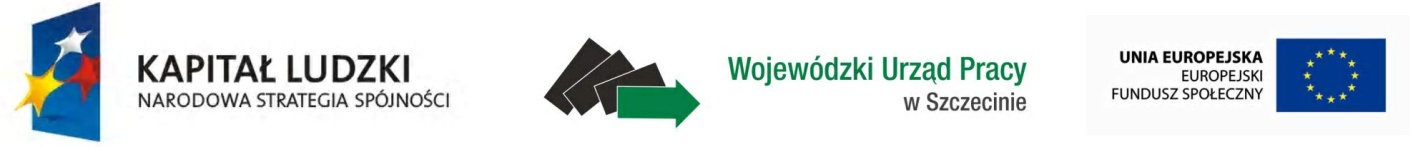 KAPITAŁ LUDZKI
NARODOWA STRATEGIA SPÓJNOŚCI
Wojewódzki Urząd Pracy
w Szczecinie
UNIA EUROPEJSKA
EUROPEJSKI
FUNDUSZ SPOŁECZNY